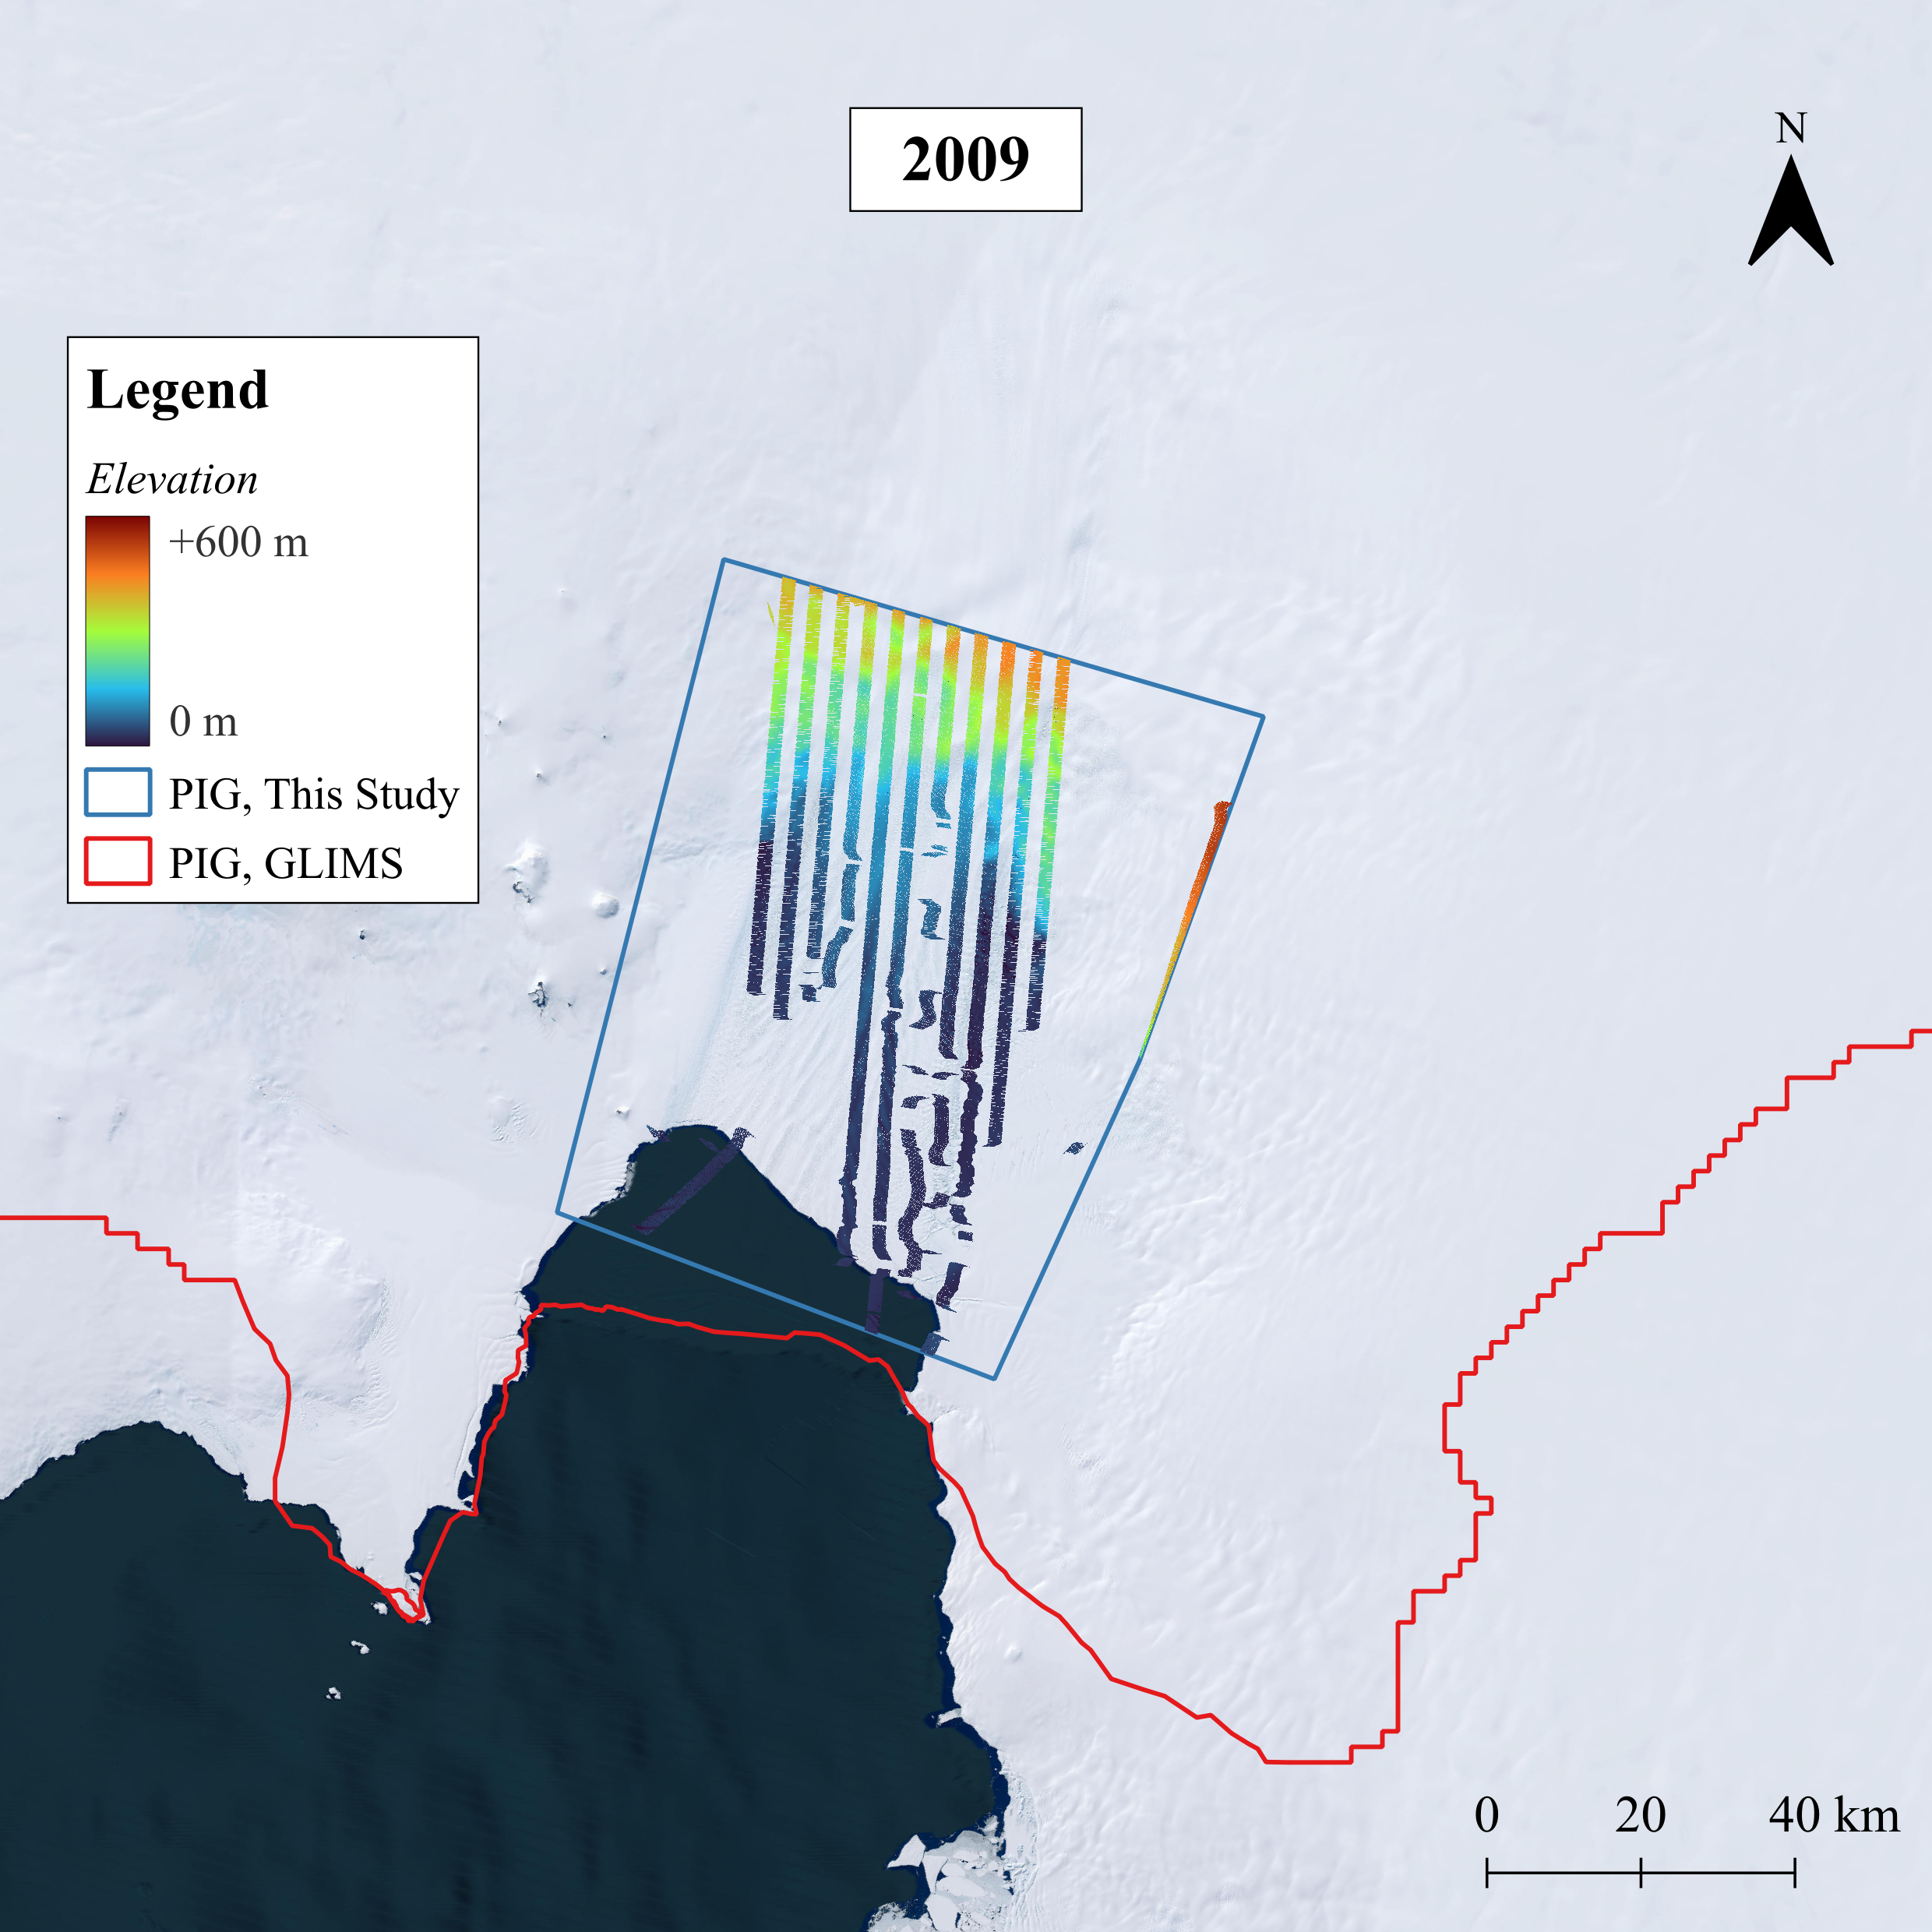 2009
N
Legend
Elevation
+600 m
0 m
PIG, This Study
PIG, GLIMS
0 20 40 km